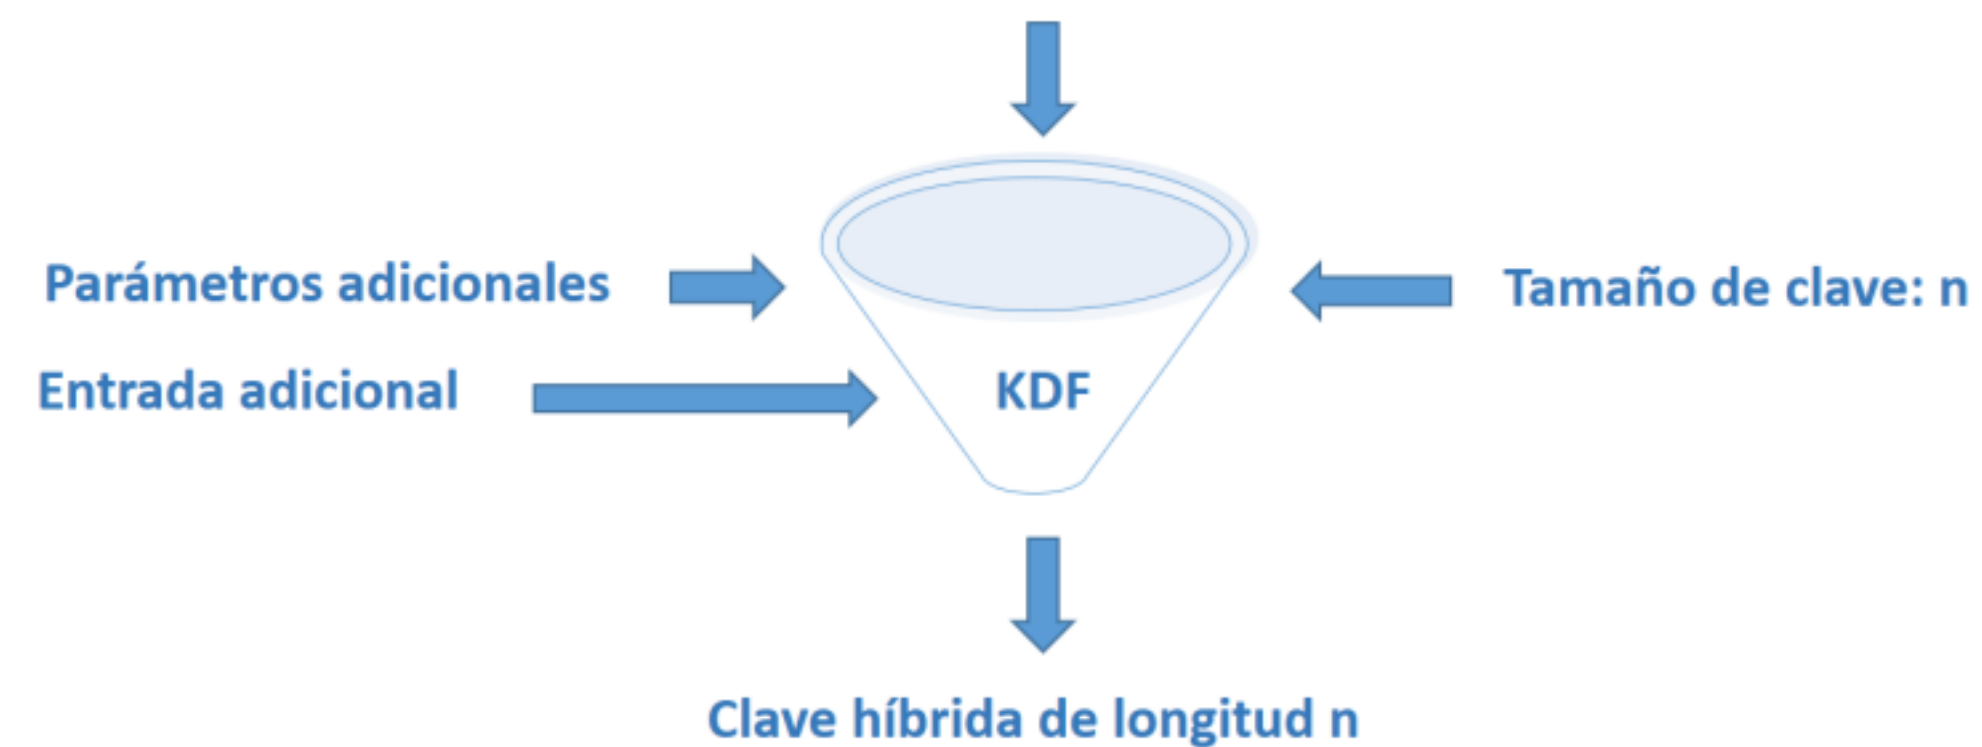 Parámetros adicionales
Tamaño de clave: n
Entrada adicional
KDF
Clave híbrida de longitud n